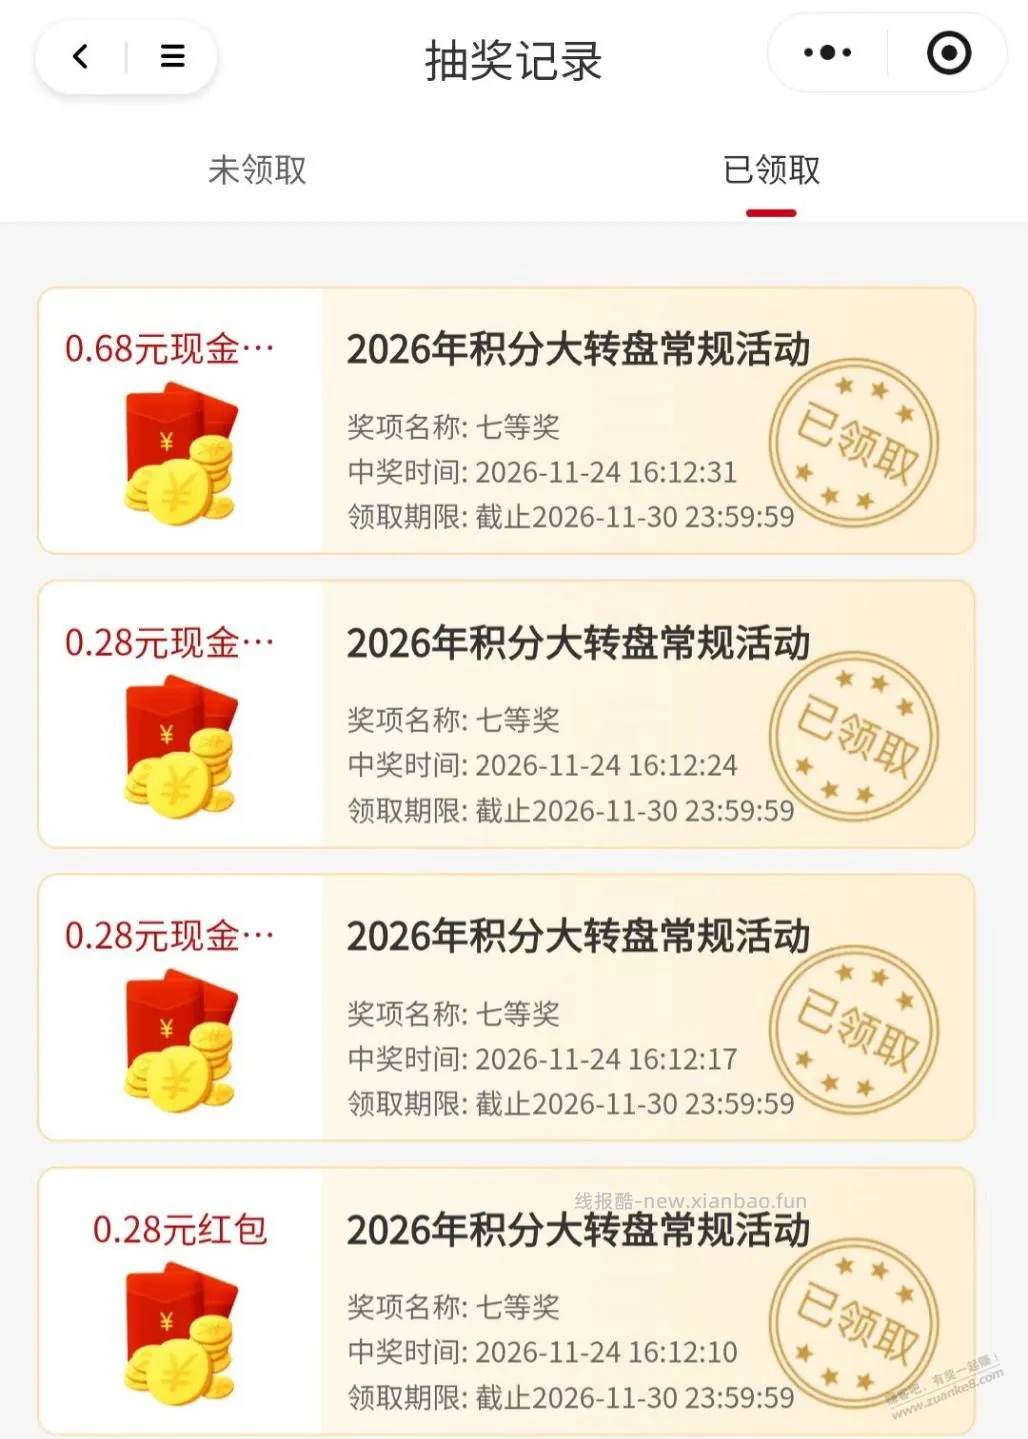 抽奖记录
未领取
已领取
0.68元现金…
2026年积分大转盘常规活动
奖项名称: 七等奖
中奖时间: 2026-11-24 16:12:31
领取期限: 截止2026-11-30 23:59:59
已领取
0.28元现金…
2026年积分大转盘常规活动
奖项名称: 七等奖
中奖时间: 2026-11-24 16:12:24
领取期限: 截止2026-11-30 23:59:59
已领取
0.28元现金…
2026年积分大转盘常规活动
奖项名称: 七等奖
中奖时间: 2026-11-24 16:12:17
领取期限: 截止2026-11-30 23:59:59
已领取
线报酷-new.xianbao.fun
0.28元红包
2026年积分大转盘常规活动
奖项名称: 七等奖
中奖时间: 2026-11-24 16:12:10
领取期限: 截止2026-11-30 23:59:59
已领取
赚客吧，有奖一起赚！
www.zuanke8.com